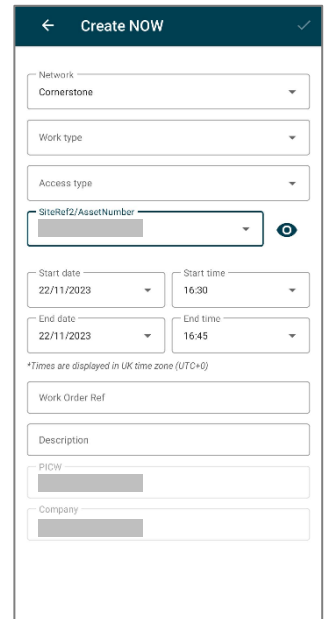 Create NOW
Network
Cornerstone
Work type
Access type
SiteRef2/AssetNumber
Start date
22/11/2023
Start time
16:30
End date
22/11/2023
End time
16:45
*Times are displayed in UK time zone (UTC+0)
Work Order Ref
Description
PICW
Company